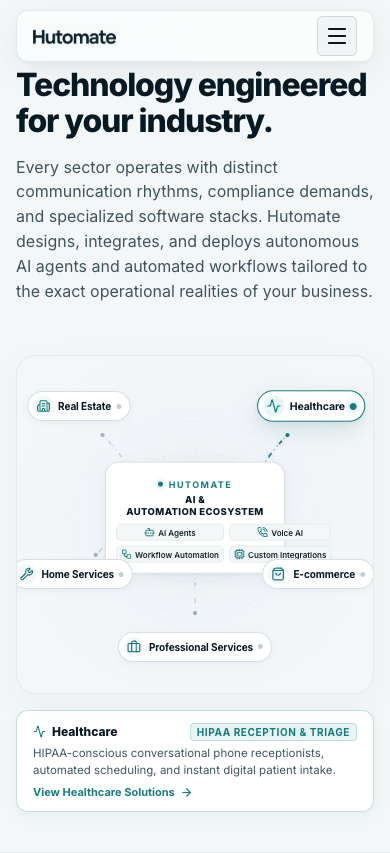 Hutomate
Technology engineered
for your industry.
Every sector operates with distinct
communication rhythms, compliance demands,
and specialized software stacks. Hutomate
designs, integrates, and deploys autonomous
AI agents and automated workflows tailored to
the exact operational realities of your business.
Real Estate
Healthcare
HUTOMATE
AI &
AUTOMATION ECOSYSTEM
AI Agents
Voice AI
Workflow Automation
Custom Integrations
Home Services
E-commerce
Professional Services
Healthcare
HIPAA RECEPTION & TRIAGE
HIPAA-conscious conversational phone receptionists,
automated scheduling, and instant digital patient intake.
View Healthcare Solutions →